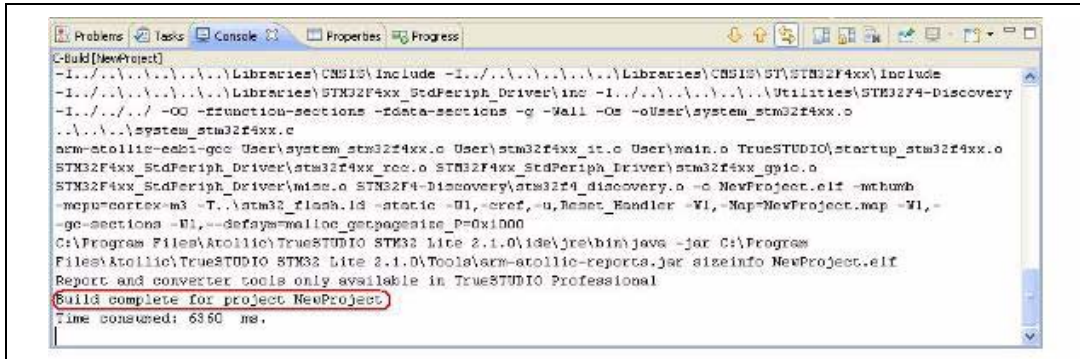 Problems Tasks Console Properties Progress
C-Build [NewProject]
-I../..\..\..\..\..\Libraries\CMSIS\Include -I../..\..\..\..\..\Libraries\CMSIS\ST\STM32F4xx\Include
-I../..\..\..\..\..\Libraries\STM32F4xx_StdPeriph_Driver\inc -I../..\..\..\..\..\Utilities\STM32F4-Discovery
-I../../../ -O0 -ffunction-sections -fdata-sections -g -Wall -Os -oUser\system_stm32f4xx.o
..\..\..\system_stm32f4xx.c
arm-atollic-eabi-gcc User\system_stm32f4xx.o User\stm32f4xx_it.o User\main.o TrueSTUDIO\startup_stm32f4xx.o
STM32F4xx_StdPeriph_Driver\stm32f4xx_rcc.o STM32F4xx_StdPeriph_Driver\stm32f4xx_gpio.o
STM32F4xx_StdPeriph_Driver\misc.o STM32F4-Discovery\stm32f4_discovery.o -o NewProject.elf -mthumb
-mcpu=cortex-m3 -T..\stm32_flash.ld -static -Wl,-cref,-u,Reset_Handler -Wl,-Map=NewProject.map -Wl,-
-gc-sections -Wl,--defsym=malloc_getpagesize_P=0x1000
C:\Program Files\Atollic\TrueSTUDIO STM32 Lite 2.1.0\ide\jre\bin\java -jar C:\Program
Files\Atollic\TrueSTUDIO STM32 Lite 2.1.0\Tools\arm-atollic-reports.jar sizeinfo NewProject.elf
Report and converter tools only available in TrueSTUDIO Professional
Build complete for project NewProject
Time consumed: 6360 ms.